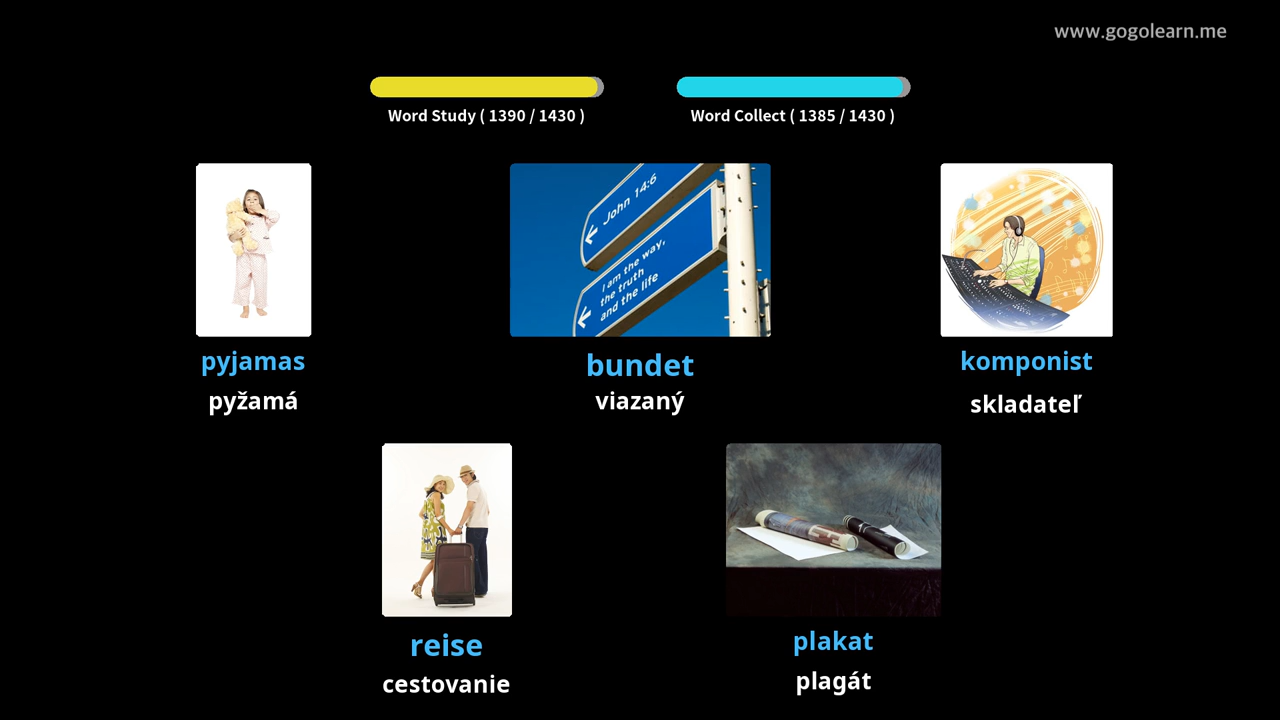 www.gogolearn.me
Word Study ( 1390 / 1430 )
Word Collect ( 1385 / 1430 )
John 14:6
I am the way,
the truth
and the life
pyjamas
bundet
komponist
pyžamá
viazaný
skladateľ
reise
plakat
cestovanie
plagát